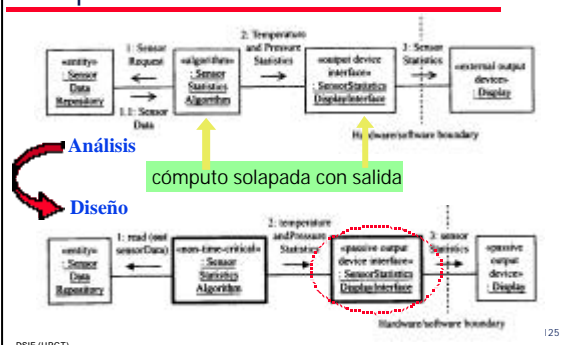 1: Sensor
Request
2: Temperature
and Pressure
Statistics
3: Sensor
Statistics
«entity»
: Sensor
Data
Repository
1.1: Sensor
Data
«algorithm»
: Sensor
Statistics
Algorithm
«output device
interface»
: SensorStatistics
DisplayInterface
«external output
device»
: Display
Hardware/software boundary
Análisis
cómputo solapada con salida
Diseño
1: read (out
sensorData)
2: temperature
andPressure
Statistics
3: sensor
Statistics
«entity»
: Sensor
Data
Repository
«non-time-critical»
: Sensor
Statistics
Algorithm
«passive output
device interface»
: SensorStatistics
DisplayInterface
«passive
output
device»
: Display
Hardware/software boundary
125